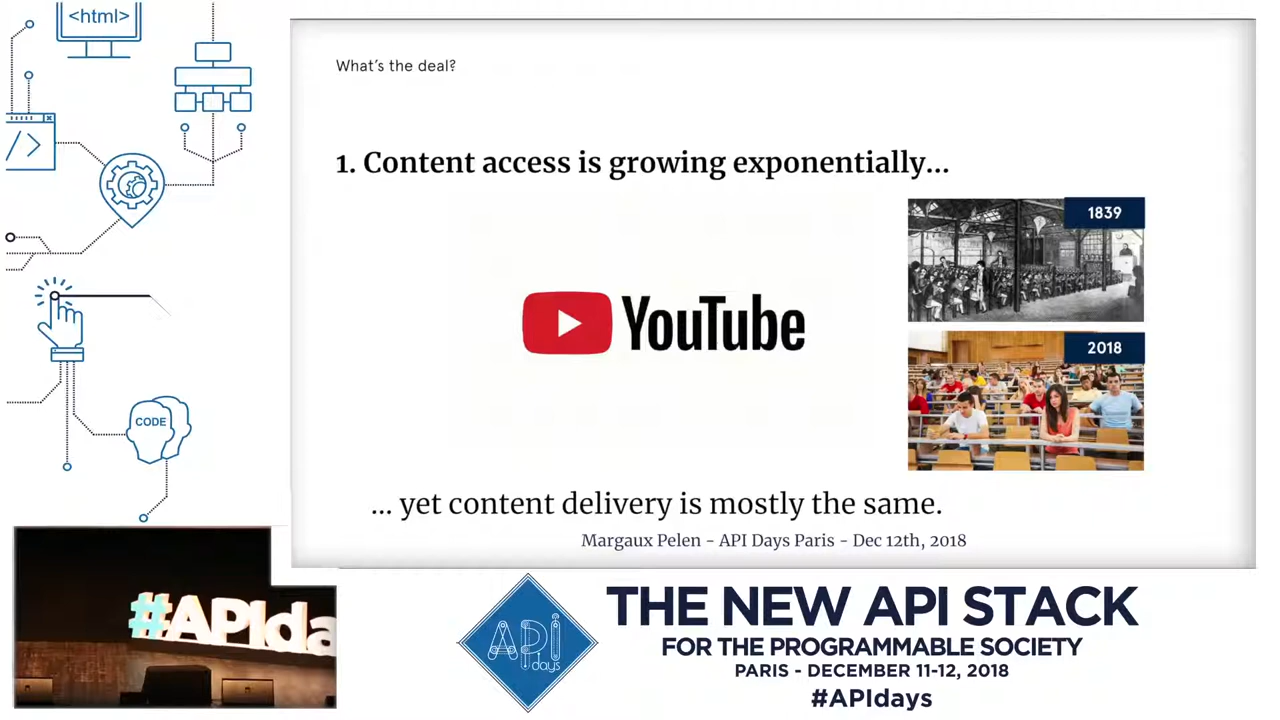 <html>
What's the deal?
1. Content access is growing exponentially...
1839
</>
YouTube
2018
CODE
... yet content delivery is mostly the same.
Margaux Pelen - API Days Paris - Dec 12th, 2018
#APIda
API
days
THE NEW API STACK
FOR THE PROGRAMMABLE SOCIETY
PARIS - DECEMBER 11-12, 2018
#APIdays